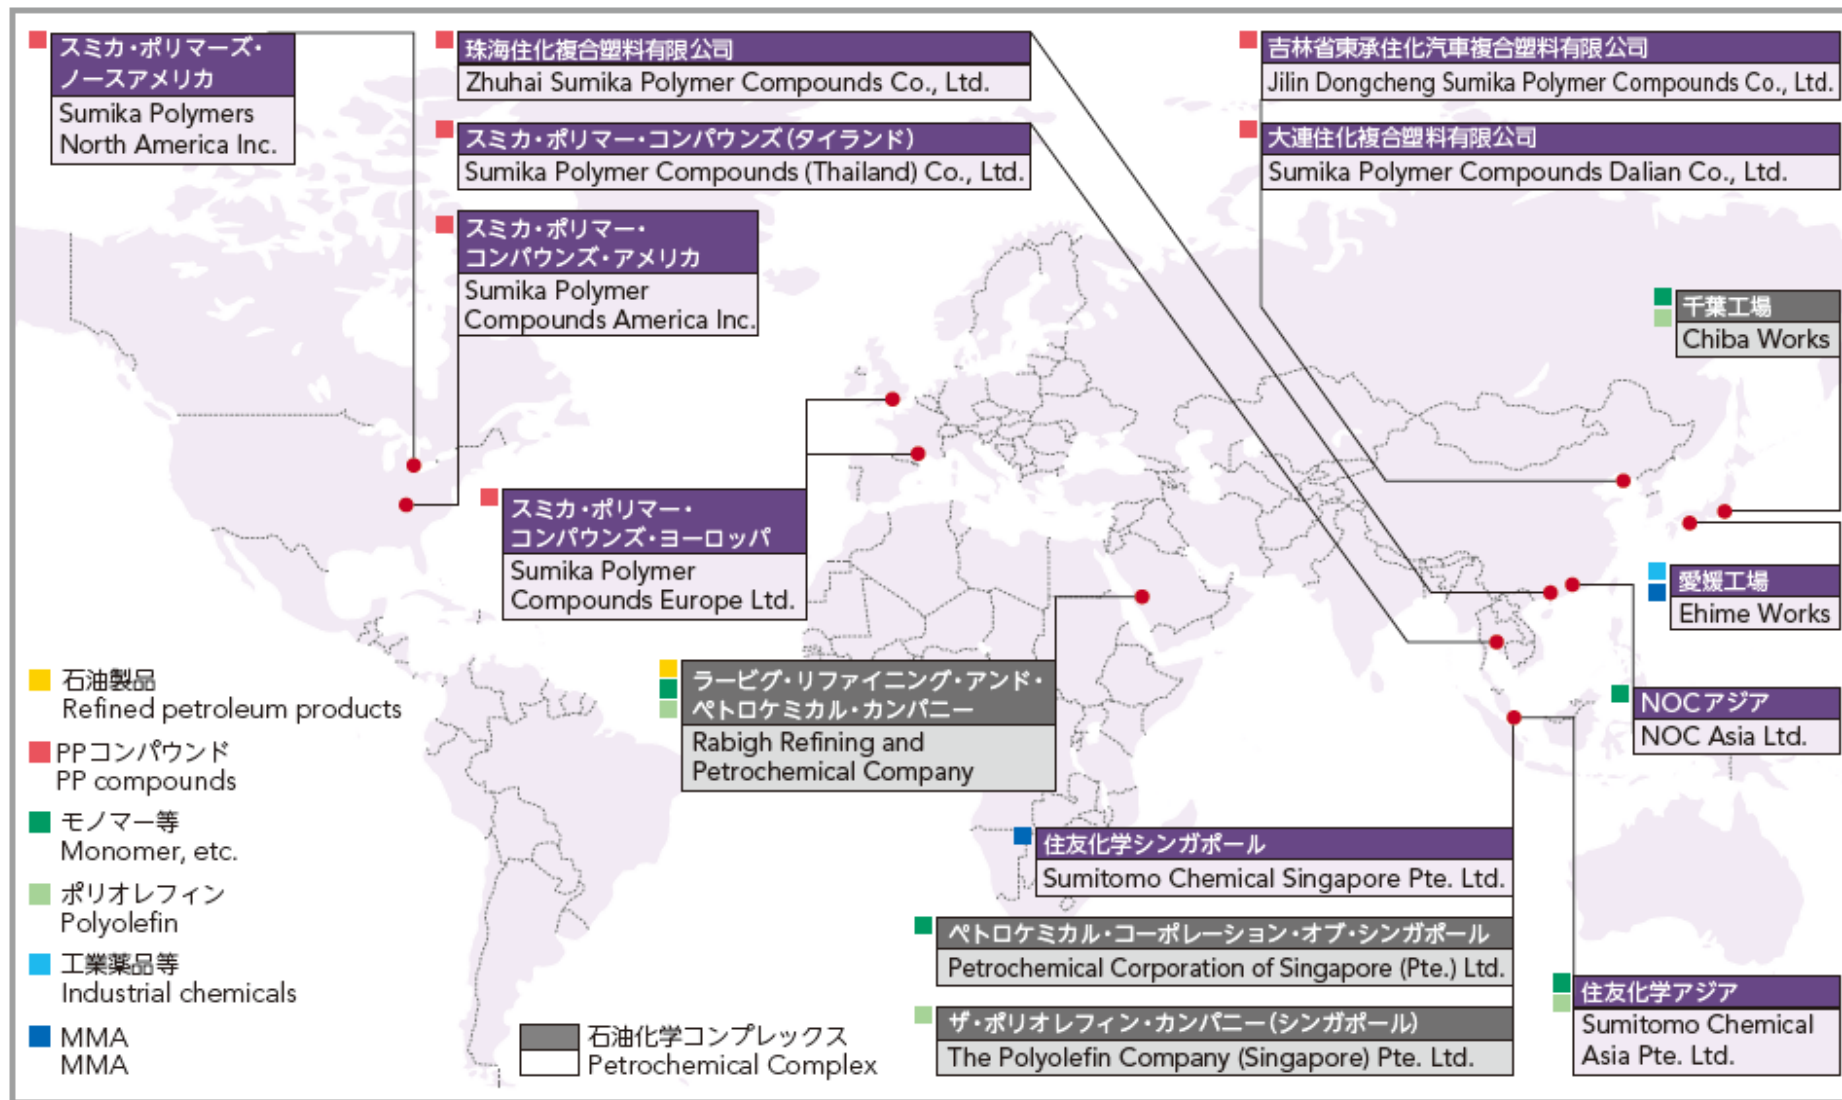 スミカ・ポリマーズ・
ノースアメリカ
Sumika Polymers
North America Inc.
珠海住化複合塑料有限公司
Zhuhai Sumika Polymer Compounds Co., Ltd.
スミカ・ポリマー・コンパウンズ(タイランド)
Sumika Polymer Compounds (Thailand) Co., Ltd.
スミカ・ポリマー・
コンパウンズ・アメリカ
Sumika Polymer
Compounds America Inc.
吉林省東承住化汽車複合塑料有限公司
Jilin Dongcheng Sumika Polymer Compounds Co., Ltd.
大連住化複合塑料有限公司
Sumika Polymer Compounds Dalian Co., Ltd.
千葉工場
Chiba Works
スミカ・ポリマー・
コンパウンズ・ヨーロッパ
Sumika Polymer
Compounds Europe Ltd.
愛媛工場
Ehime Works
ラービグ・リファイニング・アンド・
ペトロケミカル・カンパニー
Rabigh Refining and
Petrochemical Company
NOCアジア
NOC Asia Ltd.
住友化学シンガポール
Sumitomo Chemical Singapore Pte. Ltd.
ペトロケミカル・コーポレーション・オブ・シンガポール
Petrochemical Corporation of Singapore (Pte.) Ltd.
ザ・ポリオレフィン・カンパニー(シンガポール)
The Polyolefin Company (Singapore) Pte. Ltd.
住友化学アジア
Sumitomo Chemical
Asia Pte. Ltd.
石油製品
Refined petroleum products
PPコンパウンド
PP compounds
モノマー等
Monomer, etc.
ポリオレフィン
Polyolefin
工業薬品等
Industrial chemicals
MMA
MMA
石油化学コンプレックス
Petrochemical Complex